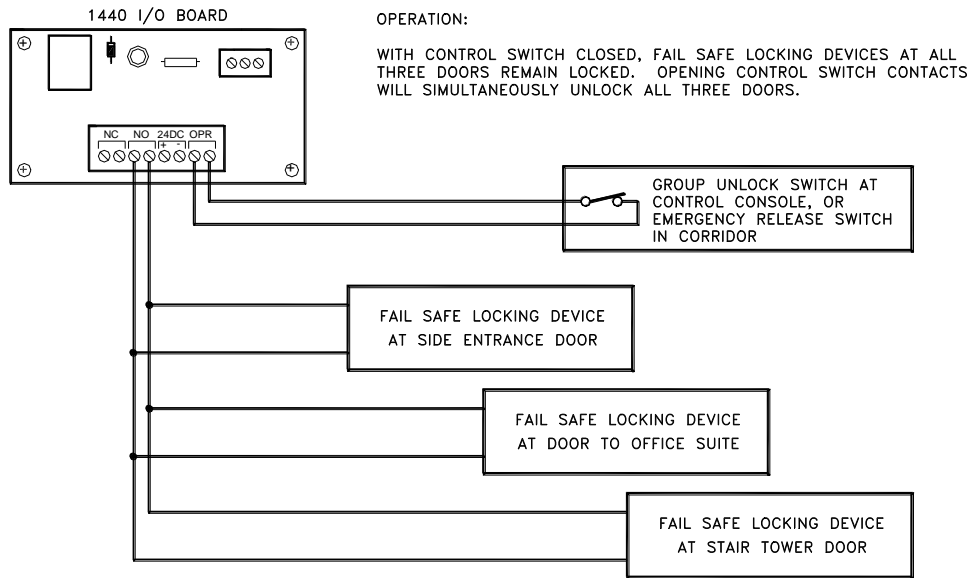 1440 I/O BOARD
OPERATION:
WITH CONTROL SWITCH CLOSED, FAIL SAFE LOCKING DEVICES AT ALL
THREE DOORS REMAIN LOCKED. OPENING CONTROL SWITCH CONTACTS
WILL SIMULTANEOUSLY UNLOCK ALL THREE DOORS.
NC NO 24DC OPR
+ -
GROUP UNLOCK SWITCH AT
CONTROL CONSOLE, OR
EMERGENCY RELEASE SWITCH
IN CORRIDOR
FAIL SAFE LOCKING DEVICE
AT SIDE ENTRANCE DOOR
FAIL SAFE LOCKING DEVICE
AT DOOR TO OFFICE SUITE
FAIL SAFE LOCKING DEVICE
AT STAIR TOWER DOOR